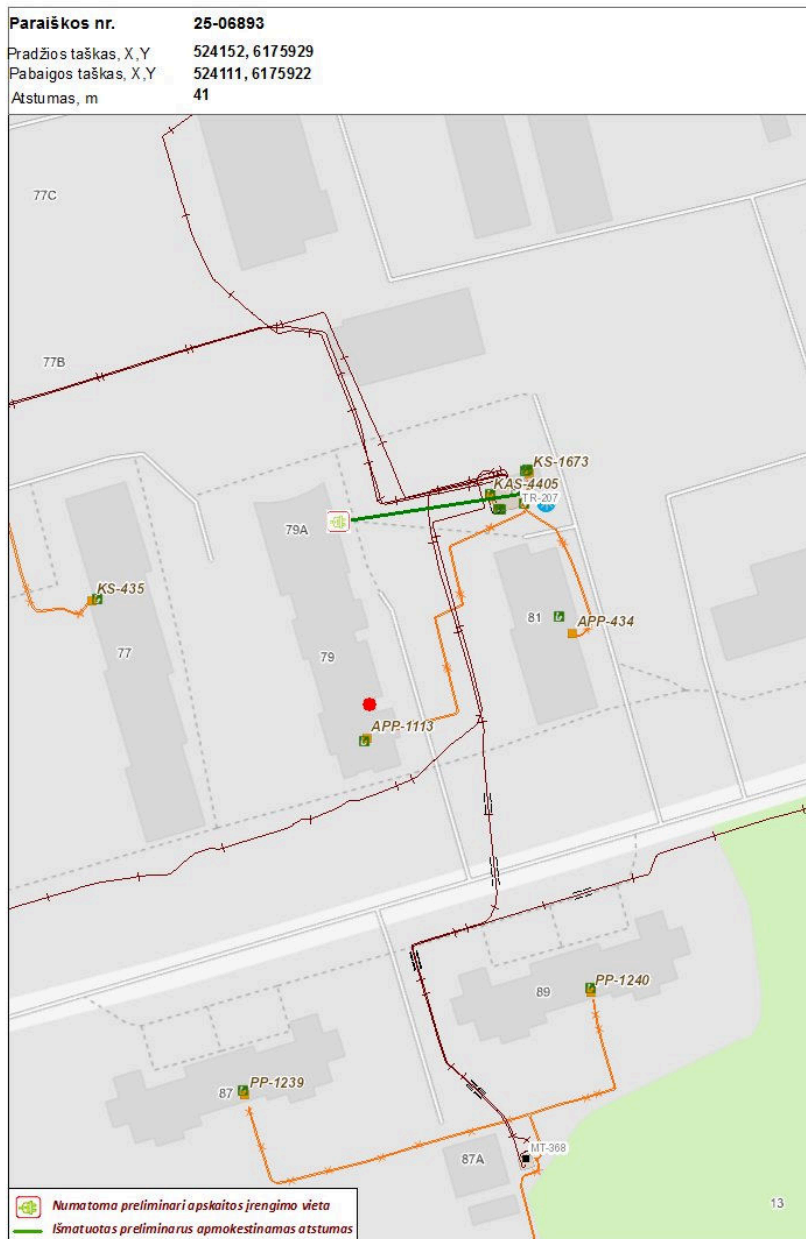 Paraiškos nr. 25-06893
Pradžios taškas, X,Y 524152, 6175929
Pabaigos taškas, X,Y 524111, 6175922
Atstumas, m 41
77C
77B
KS-1673
KAS-4405
TR-207
79A
KS-435
81
APP-434
77
79
APP-1113
PP-1240
89
PP-1239
87
MT-368
87A
13
Numatoma preliminari apskaitos įrengimo vieta
Išmatuotas preliminarus apmokestinamas atstumas